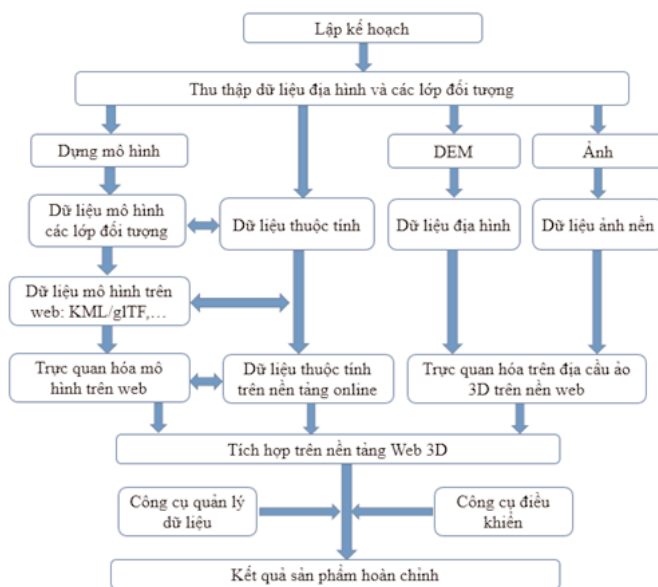 Lập kế hoạch
Thu thập dữ liệu địa hình và các lớp đối tượng
Dựng mô hình
DEM
Ảnh
Dữ liệu mô hình
các lớp đối tượng
Dữ liệu thuộc tính
Dữ liệu địa hình
Dữ liệu ảnh nền
Dữ liệu mô hình trên
web: KML/glTF,...
Trực quan hóa mô
hình trên web
Dữ liệu thuộc tính
trên nền tảng online
Trực quan hóa trên địa cầu ảo
3D trên nền web
Tích hợp trên nền tảng Web 3D
Công cụ quản lý
dữ liệu
Công cụ điều
khiển
Kết quả sản phẩm hoàn chỉnh